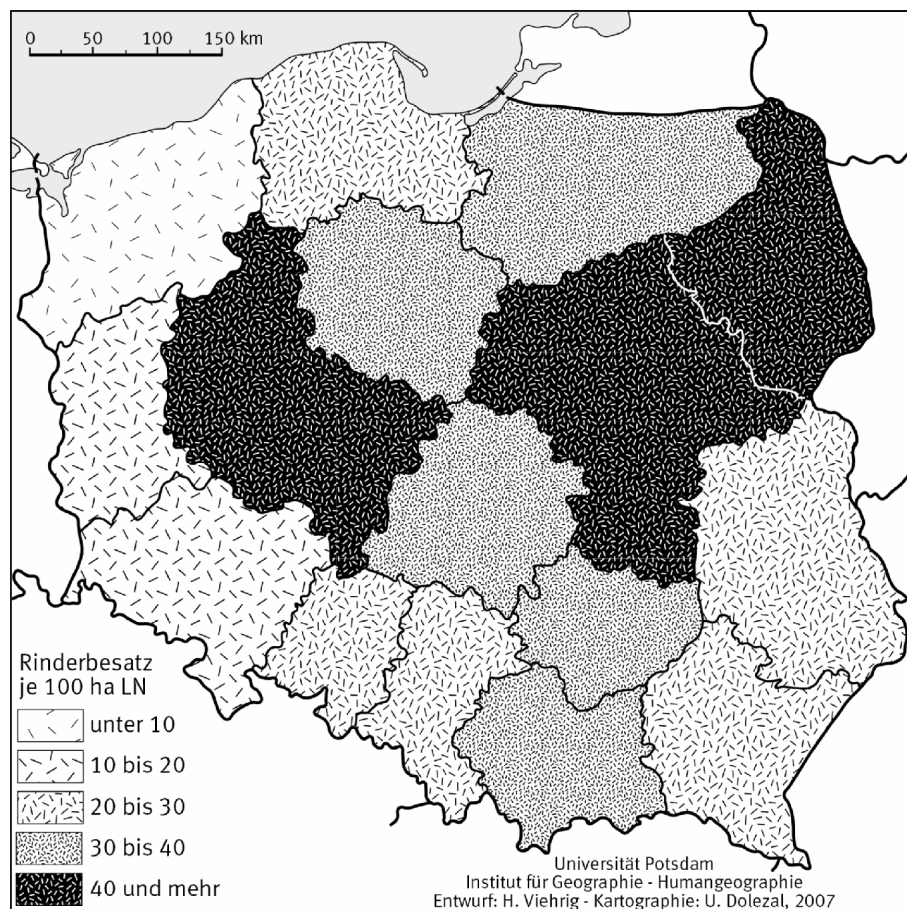 0 50 100 150 km
Rinderbesatz
je 100 ha LN
unter 10
10 bis 20
20 bis 30
30 bis 40
40 und mehr
Universität Potsdam
Institut für Geographie - Humangeographie
Entwurf: H. Viehrig - Kartographie: U. Dolezal, 2007